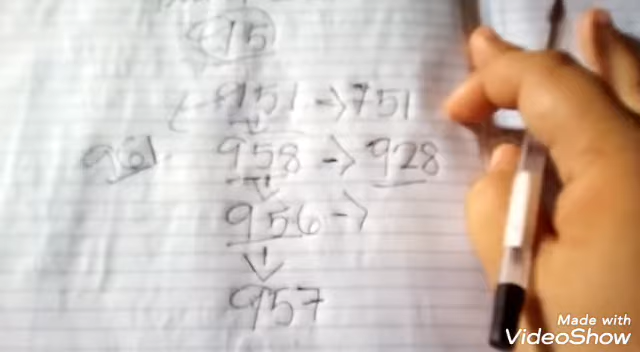 915
951 → 751
961. 958 → 928
956 →
957
Made with
VideoShow